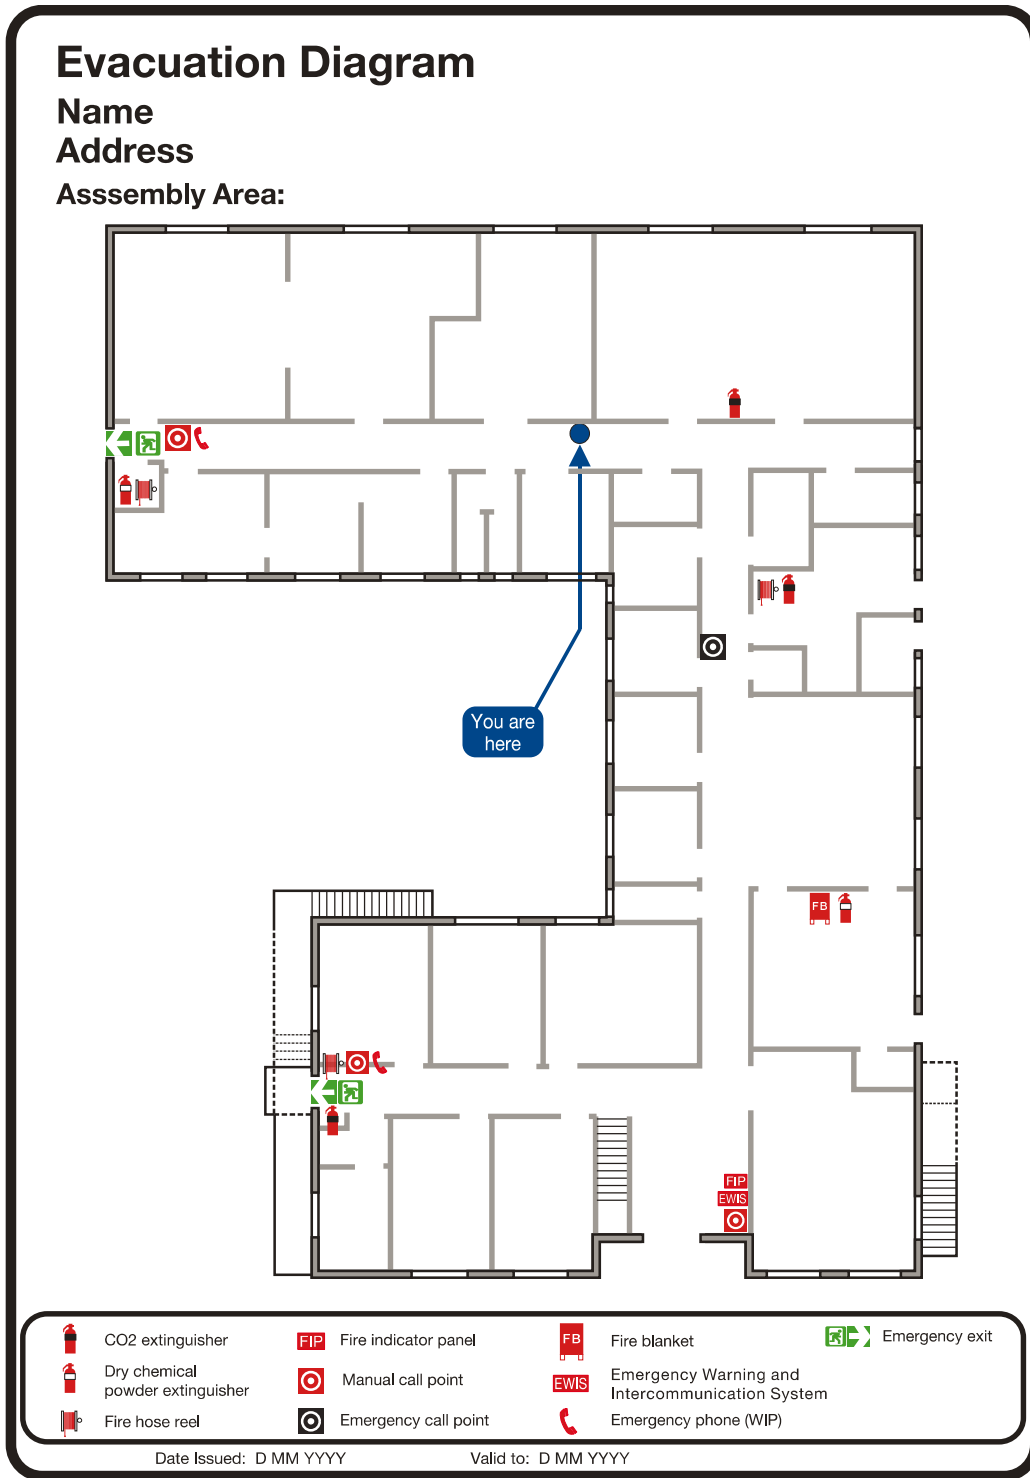 Evacuation Diagram
Name
Address
Asssembly Area:
You are
here
FB
FIP
EWIS
CO2 extinguisher
FIP Fire indicator panel
FB Fire blanket
Emergency exit
Dry chemical
powder extinguisher
Manual call point
EWIS Emergency Warning and
Intercommunication System
Fire hose reel
Emergency call point
Emergency phone (WIP)
Date Issued: D MM YYYY Valid to: D MM YYYY